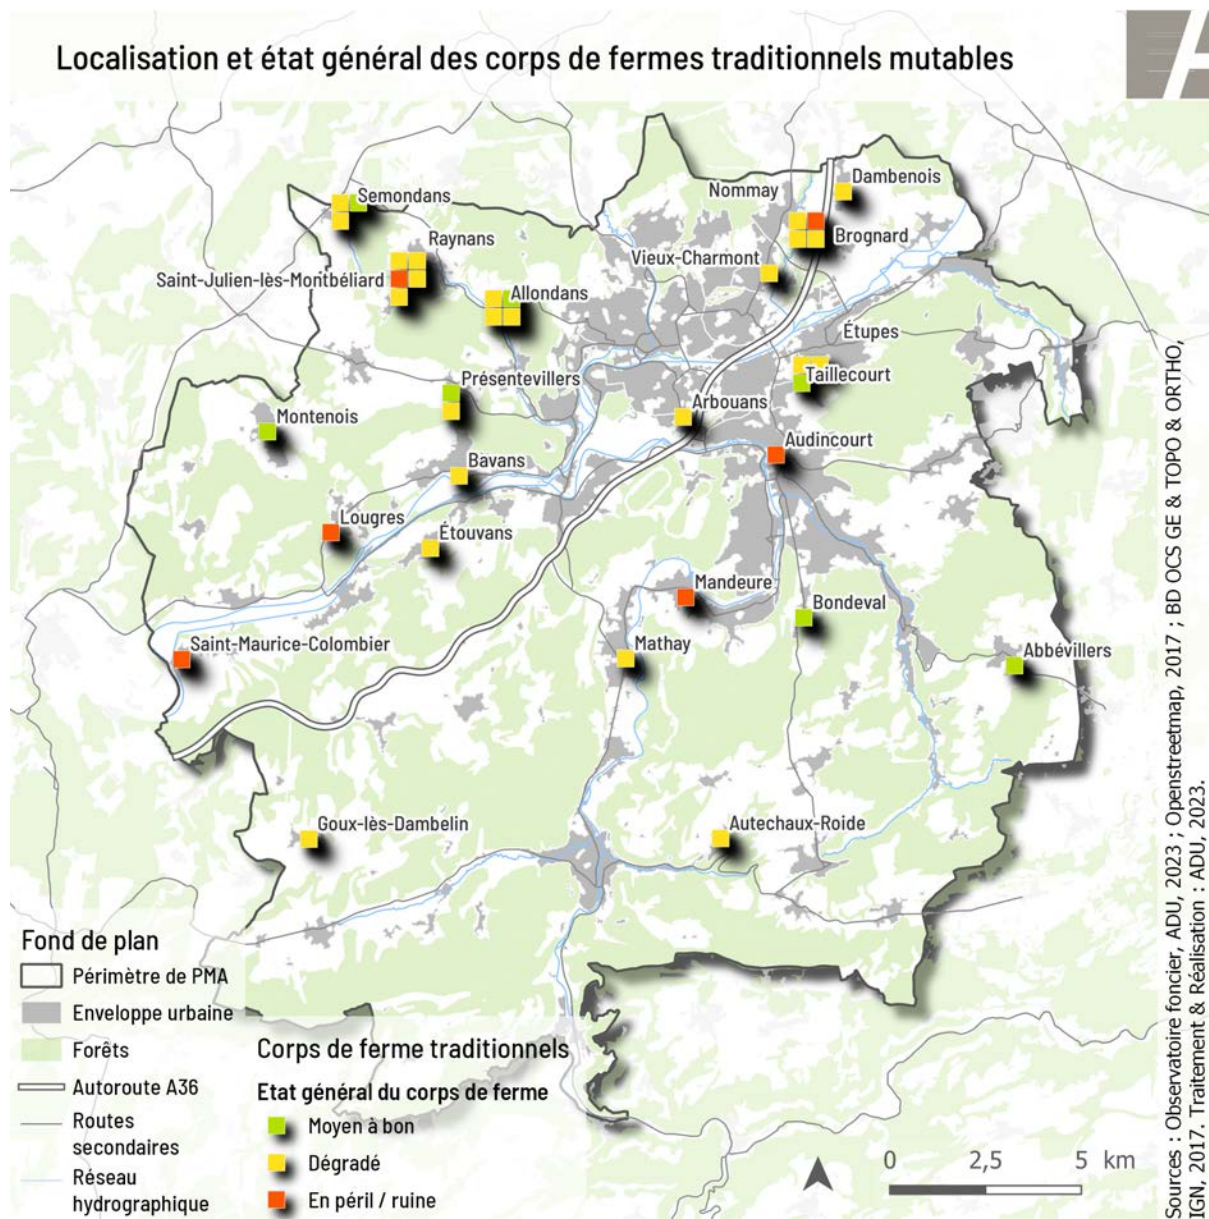 Localisation et état général des corps de fermes traditionnels mutables
Dambenois
Nommay
Semondans
Brognard
Raynans
Vieux-Charmont
Saint-Julien-lès-Montbéliard
Allondans
Étupes
Taillecourt
Présentevillers
Arbouans
Montenois
Audincourt
Bavans
Lougres
Étouvans
Mandeure
Bondeval
Saint-Maurice-Colombier
Mathay
Abbévillers
Goux-lès-Dambelin
Autechaux-Roide
Fond de plan
Périmètre de PMA
Enveloppe urbaine
Forêts
Autoroute A36
Routes
secondaires
Réseau
hydrographique
Corps de ferme traditionnels
Etat général du corps de ferme
Moyen à bon
Dégradé
En péril / ruine
0 2,5 5 km
Sources : Observatoire foncier, ADU, 2023 ; Openstreetmap, 2017 ; BD OCS GE & TOPO & ORTHO,
IGN, 2017. Traitement & Réalisation : ADU, 2023.